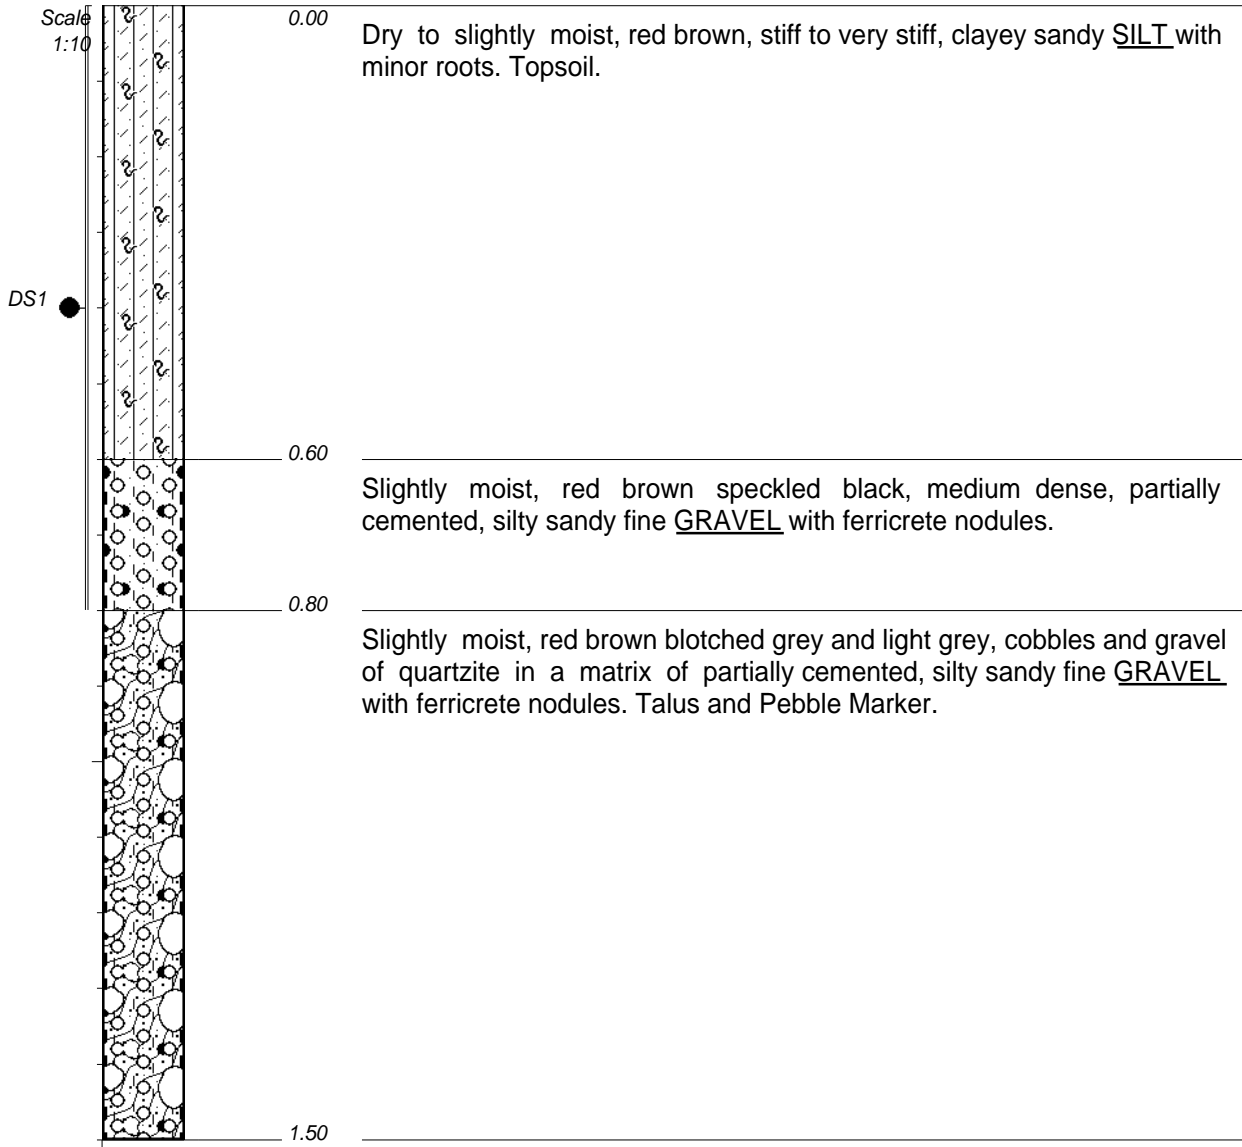 Scale
1:10
0.00
Dry to slightly moist, red brown, stiff to very stiff, clayey sandy SILT with
minor roots. Topsoil.
DS1
0.60
Slightly moist, red brown speckled black, medium dense, partially
cemented, silty sandy fine GRAVEL with ferricrete nodules.
0.80
Slightly moist, red brown blotched grey and light grey, cobbles and gravel
of quartzite in a matrix of partially cemented, silty sandy fine GRAVEL
with ferricrete nodules. Talus and Pebble Marker.
1.50